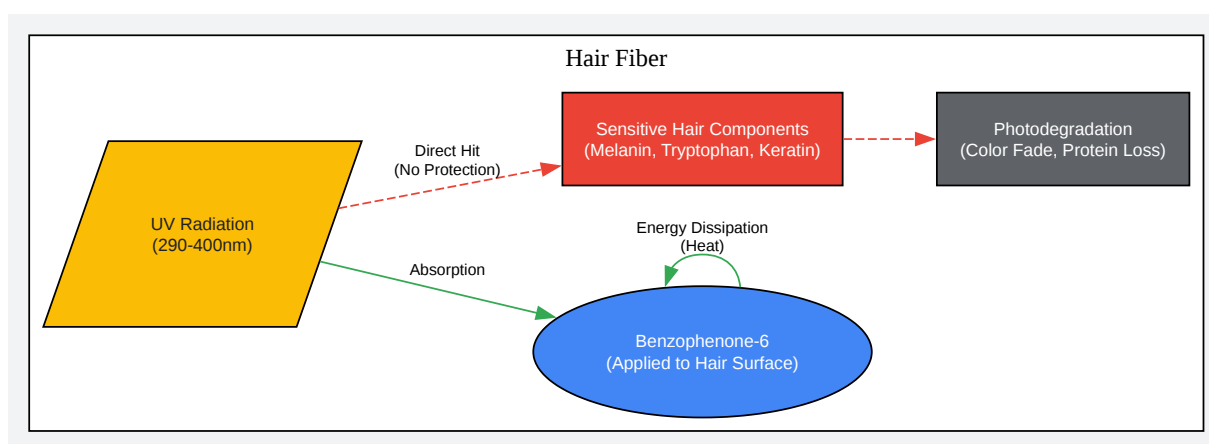 Hair Fiber
Sensitive Hair Components
(Melanin, Tryptophan, Keratin)
Photodegradation
(Color Fade, Protein Loss)
Direct Hit
(No Protection)
UV Radiation
(290-400nm)
Energy Dissipation
(Heat)
Absorption
Benzophenone-6
(Applied to Hair Surface)